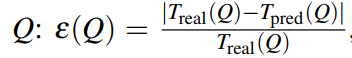 Q: ε(Q) = |T_real(Q)−T_pred(Q)| / T_real(Q),